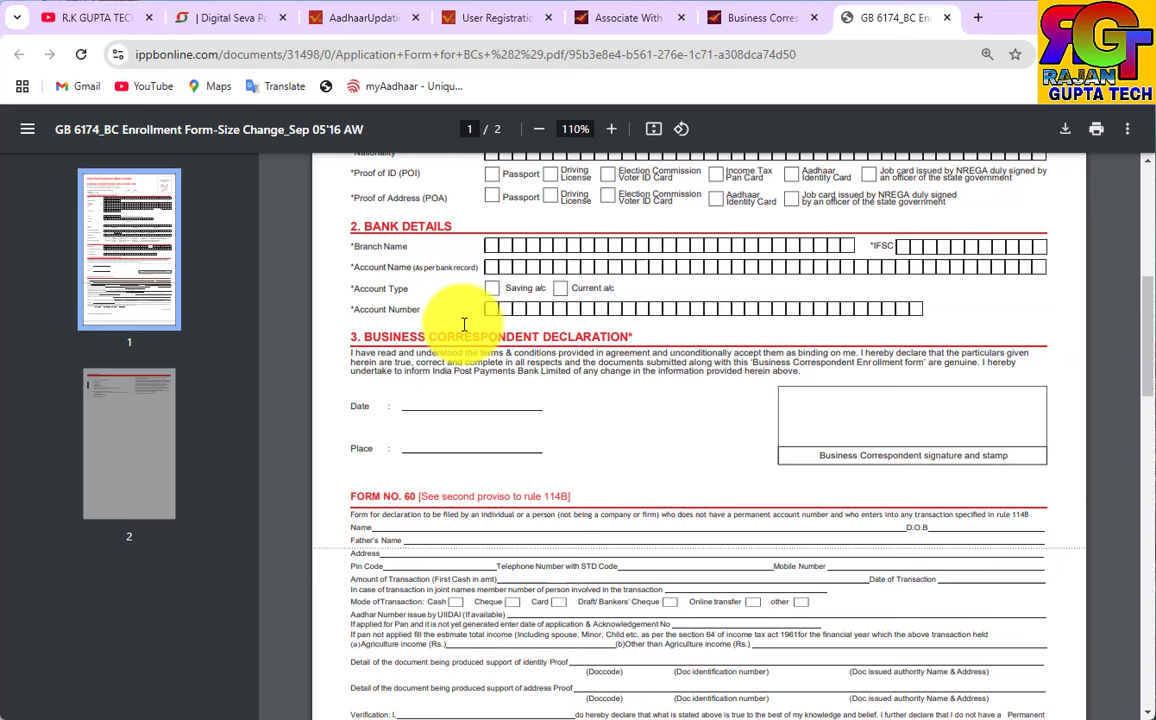 R.K GUPTA TECH
| Digital Seva Po
AadhaarUpdati
User Registratio
Associate With
Business Corres
GB 6174_BC En
ippbonline.com/documents/31498/0/Application+Form+for+BCs+%282%29.pdf/95b3e8e4-b561-276e-1c71-a308dca74d50
RGT
RAJAN
GUPTA TECH
Gmail
YouTube
Maps
Translate
myAadhaar - Uniqu...
GB 6174_BC Enrollment Form-Size Change_Sep 05'16 AW
1 / 2
110%
1
2
Nationality
*Proof of ID (POI) Passport Driving License Election Commission Voter ID Card Income Tax Pan Card Aadhaar Identity Card Job card issued by NREGA duly signed by an officer of the state government
*Proof of Address (POA) Passport Driving License Election Commission Voter ID Card Aadhaar Identity Card Job card issued by NREGA duly signed by an officer of the state government
2. BANK DETAILS
*Branch Name *IFSC
*Account Name (As per bank record)
*Account Type Saving a/c Current a/c
*Account Number
3. BUSINESS CORRESPONDENT DECLARATION*
I have read and understood the terms & conditions provided in agreement and unconditionally accept them as binding on me. I hereby declare that the particulars given
herein are true, correct and complete in all respects and the documents submitted along with this 'Business Correspondent Enrollment form' are genuine. I hereby
undertake to inform India Post Payments Bank Limited of any change in the information provided herein above.
Date :
Place :
Business Correspondent signature and stamp
FORM NO. 60 [See second proviso to rule 114B]
Form for declaration to be filed by an individual or a person (not being a company or firm) who does not have a permanent account number and who enters into any transaction specified in rule 114B
Name D.O.B
Father's Name
Address
Pin Code Telephone Number with STD Code Mobile Number
Amount of Transaction (First Cash in amt) Date of Transaction
In case of transaction in joint names member number of person involved in the transaction
Mode of Transaction: Cash Cheque Card Draft/ Bankers' Cheque Online transfer other
Aadhar Number issue by UIIDAI (If available)
If applied for Pan and it is not yet generated enter date of application & Acknowledgement No
If pan not applied fill the estimate total income (Including spouse, Minor, Child etc. as per the section 64 of income tax act 1961for the financial year which the above transaction held
(a)Agriculture income (Rs.) (b)Other than Agriculture income (Rs.)
Detail of the document being produced support of identity Proof
(Doccode) (Doc identification number) (Doc issued authority Name & Address)
Detail of the document being produced support of address Proof
(Doccode) (Doc identification number) (Doc issued authority Name & Address)
Verification: I, do hereby declare that what is stated above is true to the best of my knowledge and belief. I further declare that I do not have a Permanent